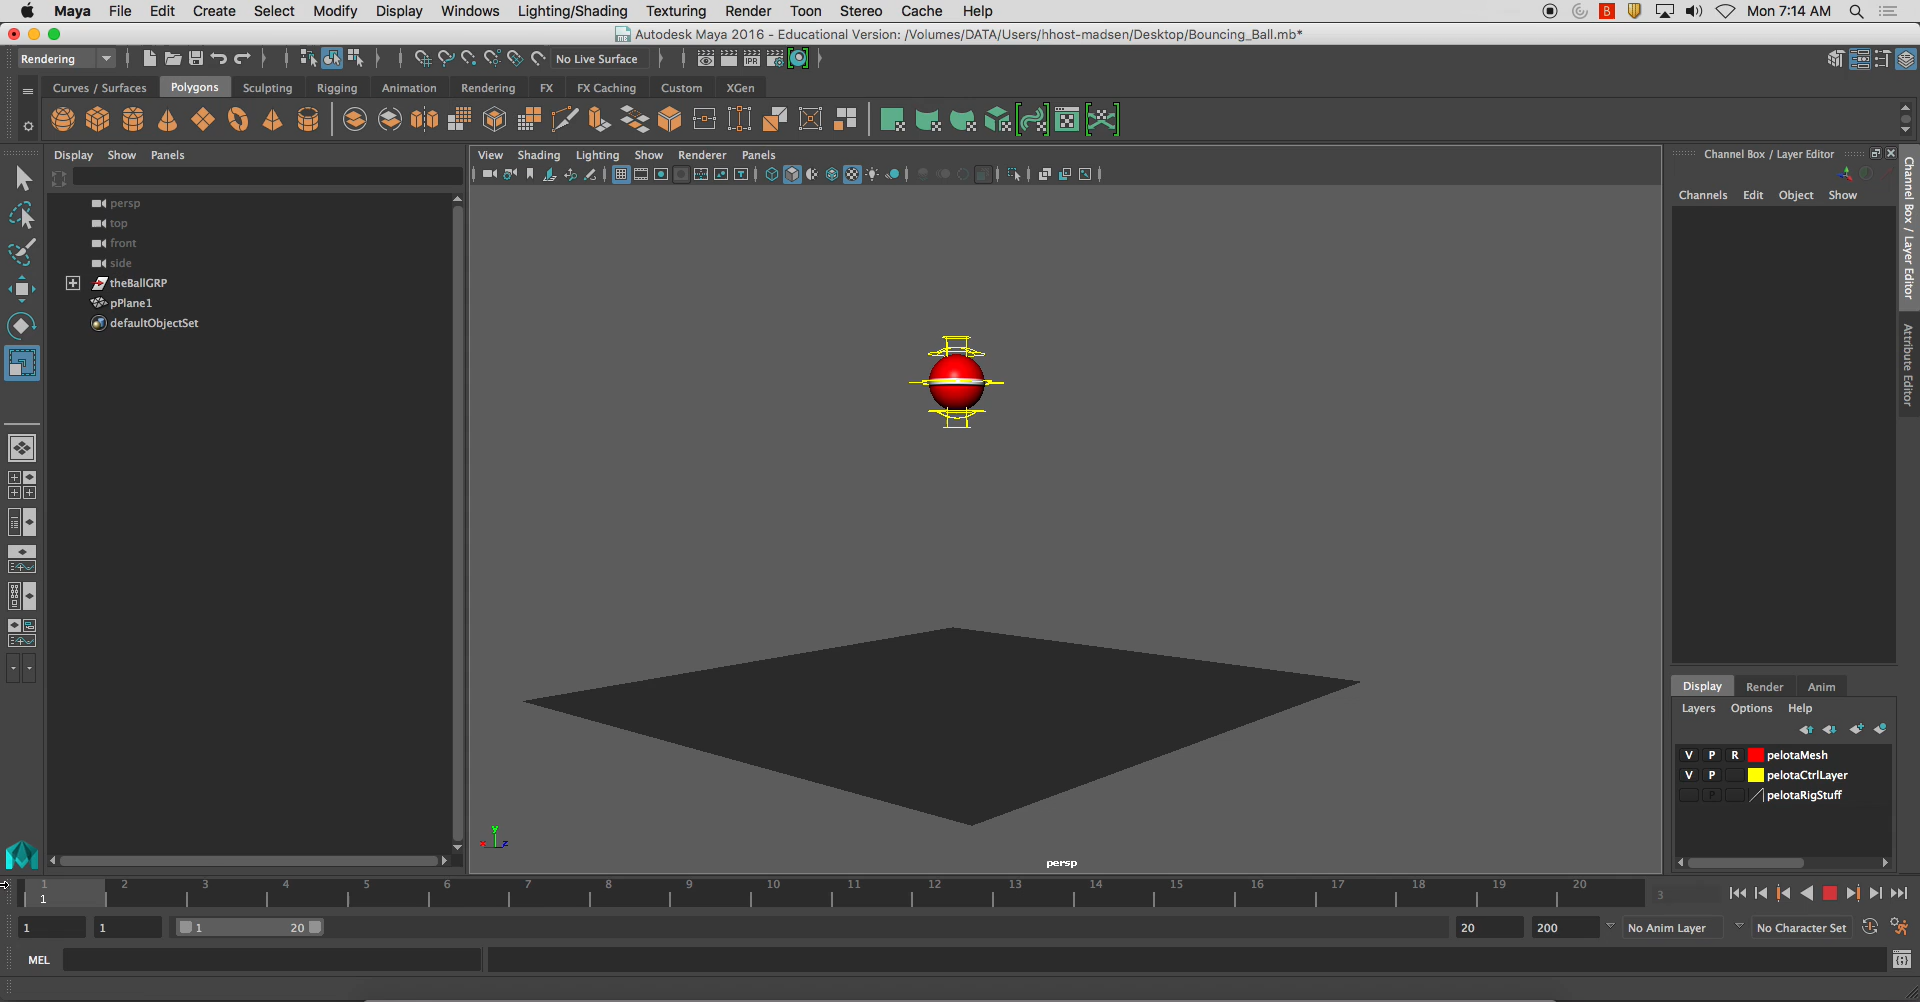 Maya File Edit Create Select Modify Display Windows Lighting/Shading Texturing Render Toon Stereo Cache Help B Mon 7:14 AM
Autodesk Maya 2016 - Educational Version: /Volumes/DATA/Users/hhost-madsen/Desktop/Bouncing_Ball.mb*
Rendering No Live Surface IPR
Curves / Surfaces Polygons Sculpting Rigging Animation Rendering FX FX Caching Custom XGen
Display Show Panels
View Shading Lighting Show Renderer Panels
Channel Box / Layer Editor
Channels Edit Object Show
persp
top
front
side
theBallGRP
pPlane1
defaultObjectSet
Channel Box / Layer Editor
Attribute Editor
Display Render Anim
Layers Options Help
V P R pelotaMesh
V P pelotaCtrlLayer
P pelotaRigStuff
y
x z
persp
1 2 3 4 5 6 7 8 9 10 11 12 13 14 15 16 17 18 19 20
1
3
1 1 1 20 20 200 No Anim Layer No Character Set
MEL